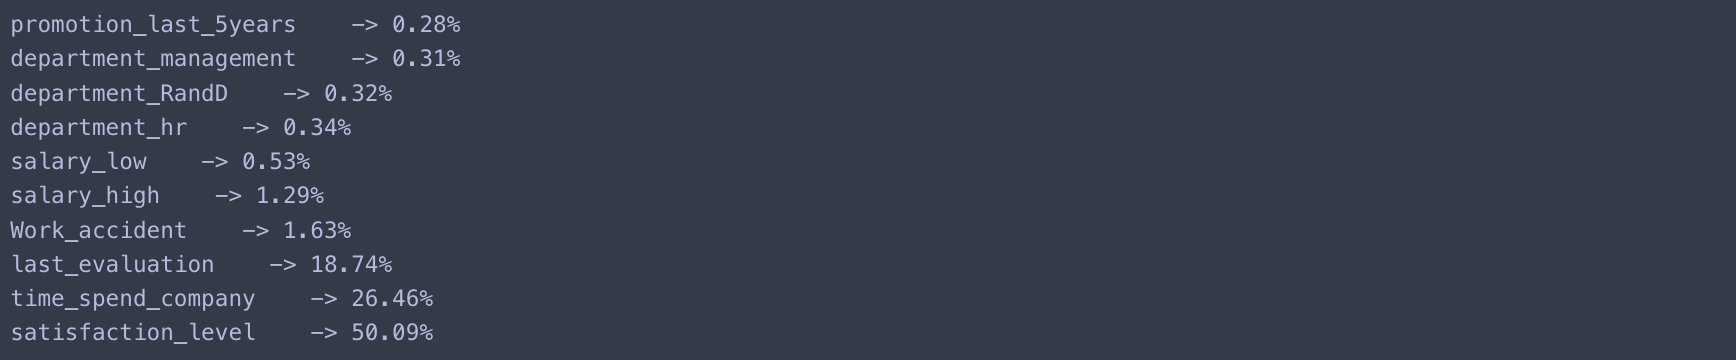 promotion_last_5years    -> 0.28%
department_management    -> 0.31%
department_RandD    -> 0.32%
department_hr    -> 0.34%
salary_low    -> 0.53%
salary_high    -> 1.29%
Work_accident    -> 1.63%
last_evaluation    -> 18.74%
time_spend_company    -> 26.46%
satisfaction_level    -> 50.09%